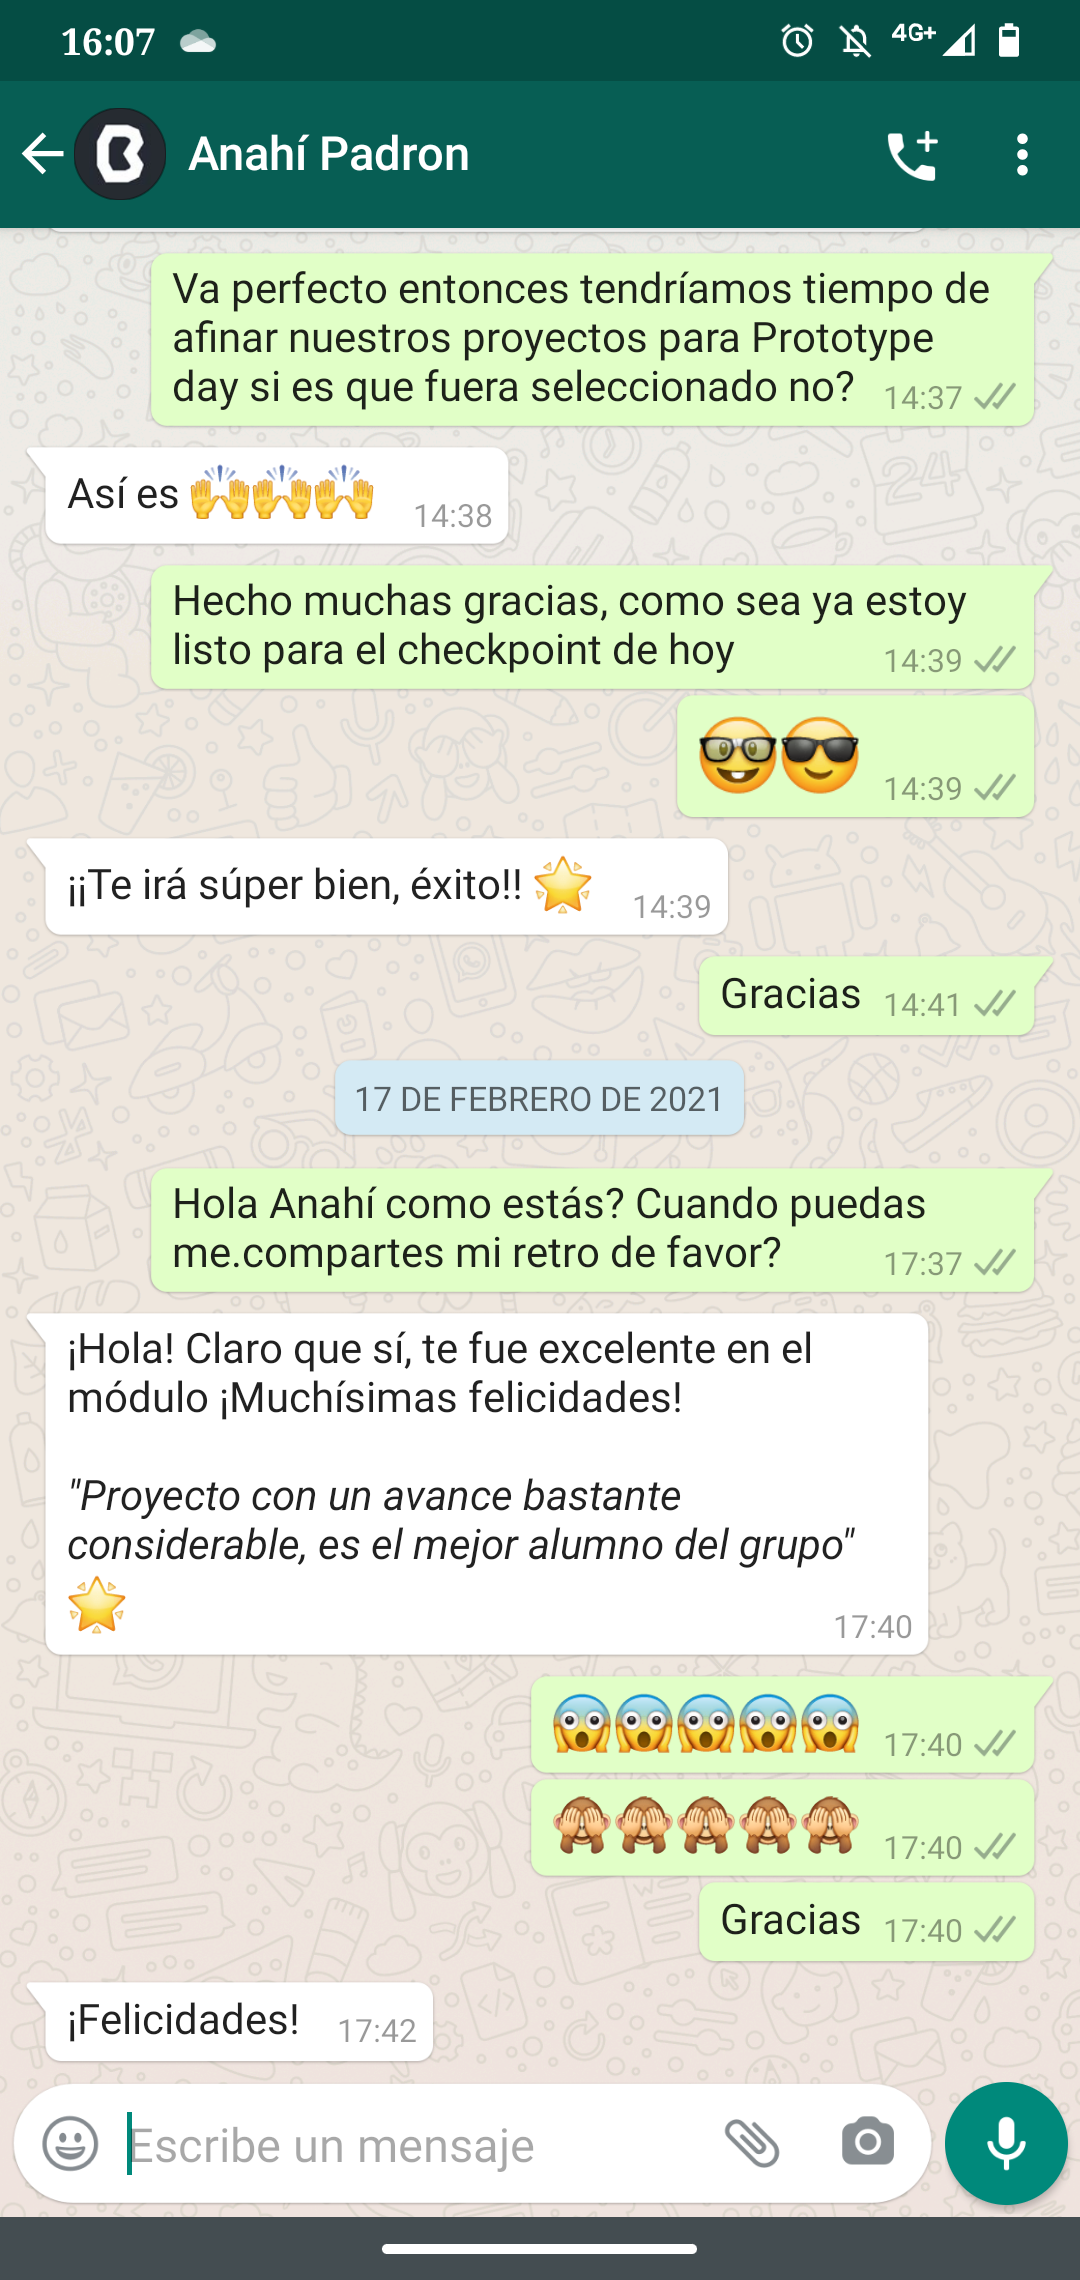 16:07
4G+
Anahí Padron
Va perfecto entonces tendríamos tiempo de
afinar nuestros proyectos para Prototype
day si es que fuera seleccionado no? 14:37
Así es 🙌🙌🙌 14:38
Hecho muchas gracias, como sea ya estoy
listo para el checkpoint de hoy 14:39
🤓😎 14:39
¡¡Te irá súper bien, éxito!! 🌟 14:39
Gracias 14:41
17 DE FEBRERO DE 2021
Hola Anahí como estás? Cuando puedas
me.compartes mi retro de favor? 17:37
¡Hola! Claro que sí, te fue excelente en el
módulo ¡Muchísimas felicidades!
"Proyecto con un avance bastante
considerable, es el mejor alumno del grupo"
🌟 17:40
😱😱😱😱😱 17:40
🙈🙈🙈🙈🙈 17:40
Gracias 17:40
¡Felicidades! 17:42
Escribe un mensaje